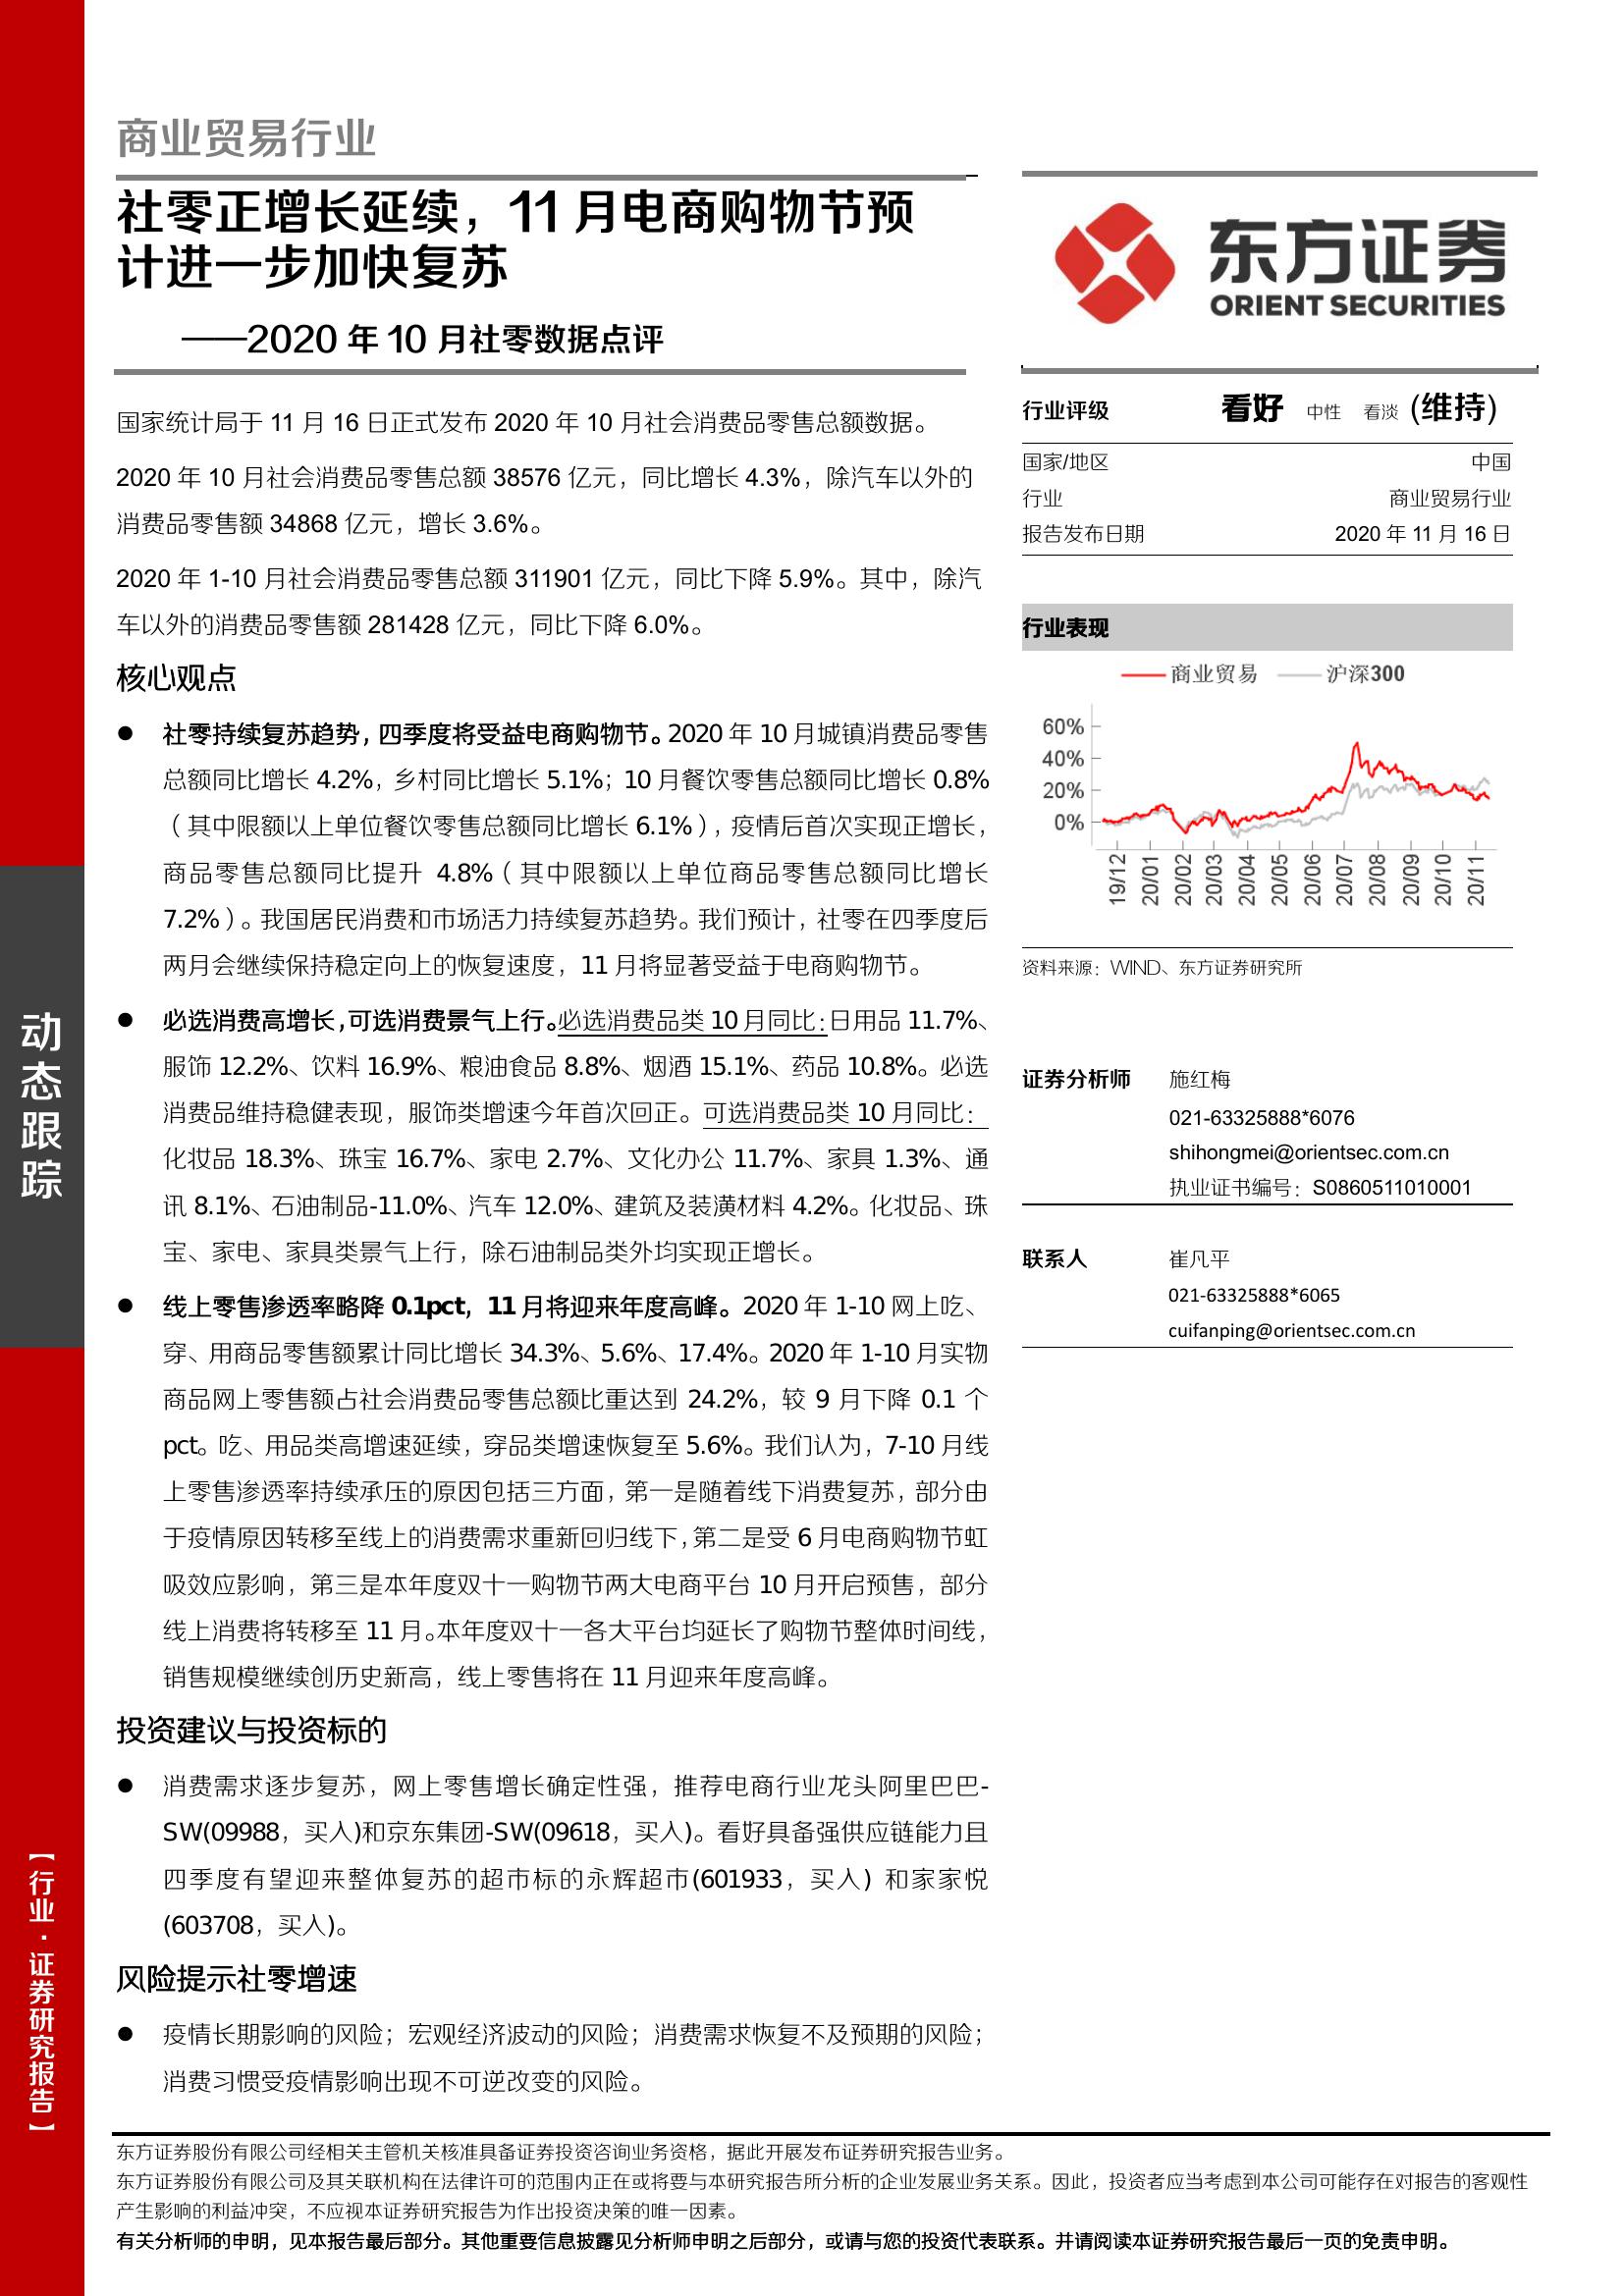 商业贸易行业
社零正增长延续，11 月电商购物节预
计进一步加快复苏
——2020 年 10 月社零数据点评
国家统计局于 11 月 16 日正式发布 2020 年 10 月社会消费品零售总额数据。
2020 年 10 月社会消费品零售总额 38576 亿元，同比增长 4.3%，除汽车以外的
消费品零售额 34868 亿元，增长 3.6%。
2020 年 1-10 月社会消费品零售总额 311901 亿元，同比下降 5.9%。其中，除汽
车以外的消费品零售额 281428 亿元，同比下降 6.0%。
核心观点
● 社零持续复苏趋势，四季度将受益电商购物节。2020 年 10 月城镇消费品零售
总额同比增长 4.2%，乡村同比增长 5.1%；10 月餐饮零售总额同比增长 0.8%
（其中限额以上单位餐饮零售总额同比增长 6.1%），疫情后首次实现正增长，
商品零售总额同比提升 4.8%（其中限额以上单位商品零售总额同比增长
7.2%）。我国居民消费和市场活力持续复苏趋势。我们预计，社零在四季度后
两月会继续保持稳定向上的恢复速度，11 月将显著受益于电商购物节。
● 必选消费高增长，可选消费景气上行。必选消费品类 10 月同比：日用品 11.7%、
服饰 12.2%、饮料 16.9%、粮油食品 8.8%、烟酒 15.1%、药品 10.8%。必选
消费品维持稳健表现，服饰类增速今年首次回正。可选消费品类 10 月同比：
化妆品 18.3%、珠宝 16.7%、家电 2.7%、文化办公 11.7%、家具 1.3%、通
讯 8.1%、石油制品-11.0%、汽车 12.0%、建筑及装潢材料 4.2%。化妆品、珠
宝、家电、家具类景气上行，除石油制品类外均实现正增长。
● 线上零售渗透率略降 0.1pct，11 月将迎来年度高峰。2020 年 1-10 网上吃、
穿、用商品零售额累计同比增长 34.3%、5.6%、17.4%。2020 年 1-10 月实物
商品网上零售额占社会消费品零售总额比重达到 24.2%，较 9 月下降 0.1 个
pct。吃、用品类高增速延续，穿品类增速恢复至 5.6%。我们认为，7-10 月线
上零售渗透率持续承压的原因包括三方面，第一是随着线下消费复苏，部分由
于疫情原因转移至线上的消费需求重新回归线下，第二是受 6 月电商购物节虹
吸效应影响，第三是本年度双十一购物节两大电商平台 10 月开启预售，部分
线上消费将转移至 11 月。本年度双十一各大平台均延长了购物节整体时间线，
销售规模继续创历史新高，线上零售将在 11 月迎来年度高峰。
投资建议与投资标的
● 消费需求逐步复苏，网上零售增长确定性强，推荐电商行业龙头阿里巴巴-
SW(09988，买入)和京东集团-SW(09618，买入)。看好具备强供应链能力且
四季度有望迎来整体复苏的超市标的永辉超市(601933，买入) 和家家悦
(603708，买入)。
风险提示社零增速
● 疫情长期影响的风险；宏观经济波动的风险；消费需求恢复不及预期的风险；
消费习惯受疫情影响出现不可逆改变的风险。
东方证券
ORIENT SECURITIES
行业评级 看好 中性 看淡 (维持)
国家/地区 中国
行业 商业贸易行业
报告发布日期 2020 年 11 月 16 日
行业表现
商业贸易 沪深300
60%
40%
20%
0%
19/12 20/01 20/02 20/03 20/04 20/05 20/06 20/07 20/08 20/09 20/10 20/11
资料来源：WIND、东方证券研究所
证券分析师 施红梅
021-63325888*6076
shihongmei@orientsec.com.cn
执业证书编号：S0860511010001
联系人 崔凡平
021-63325888*6065
cuifanping@orientsec.com.cn
动态跟踪
【行业·证券研究报告】
东方证券股份有限公司经相关主管机关核准具备证券投资咨询业务资格，据此开展发布证券研究报告业务。
东方证券股份有限公司及其关联机构在法律许可的范围内正在或将要与本研究报告所分析的企业发展业务关系。因此，投资者应当考虑到本公司可能存在对报告的客观性
产生影响的利益冲突，不应视本证券研究报告为作出投资决策的唯一因素。
有关分析师的申明，见本报告最后部分。其他重要信息披露见分析师申明之后部分，或请与您的投资代表联系。并请阅读本证券研究报告最后一页的免责申明。